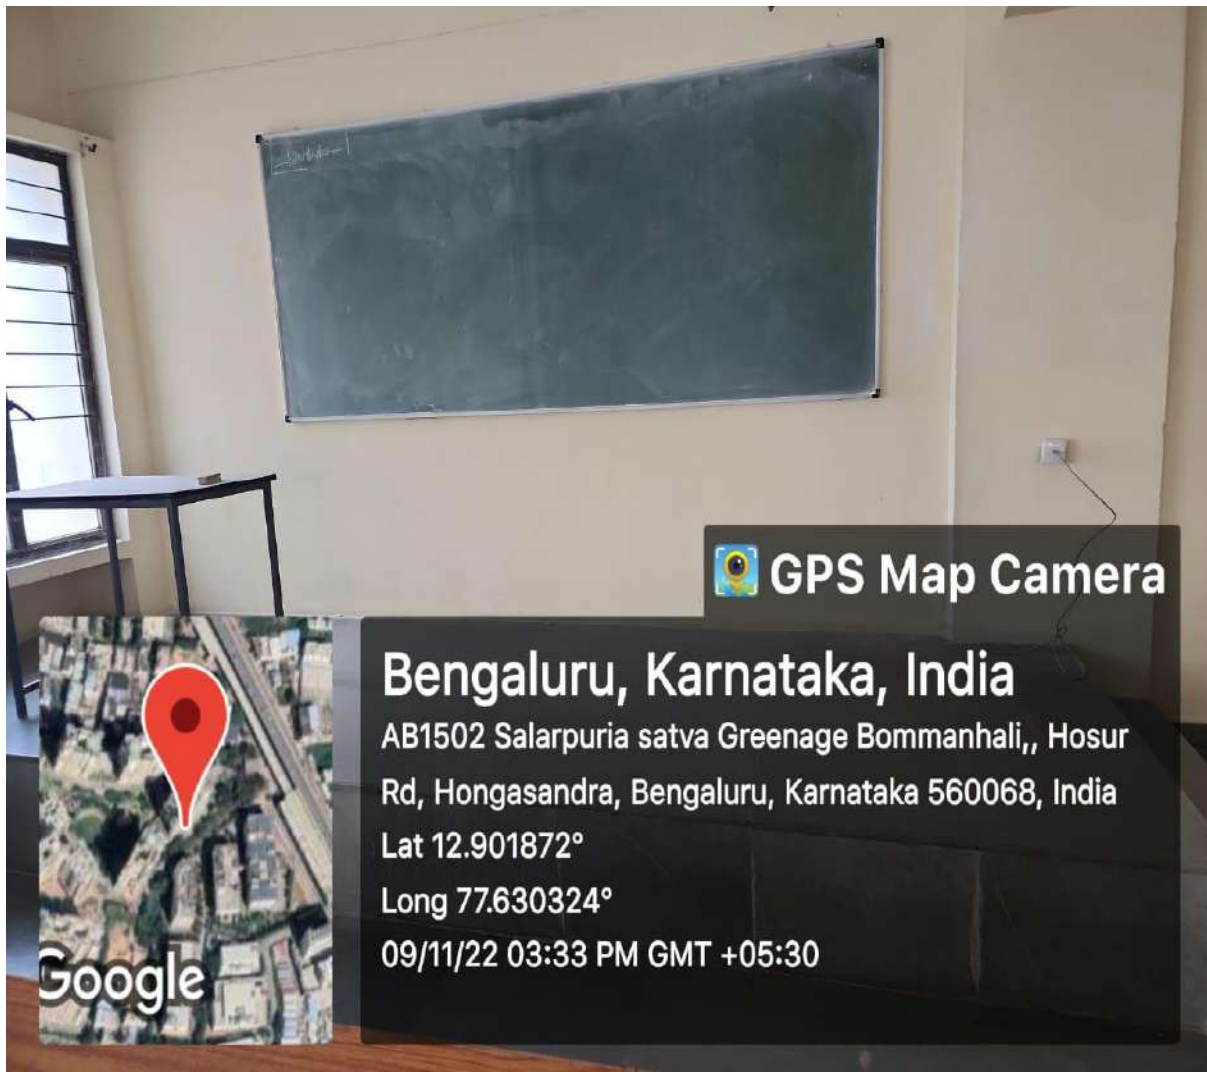 GPS Map Camera
Bengaluru, Karnataka, India
AB1502 Salarpuria satva Greenage Bommanhali,, Hosur
Rd, Hongasandra, Bengaluru, Karnataka 560068, India
Lat 12.901872°
Long 77.630324°
09/11/22 03:33 PM GMT +05:30
Google